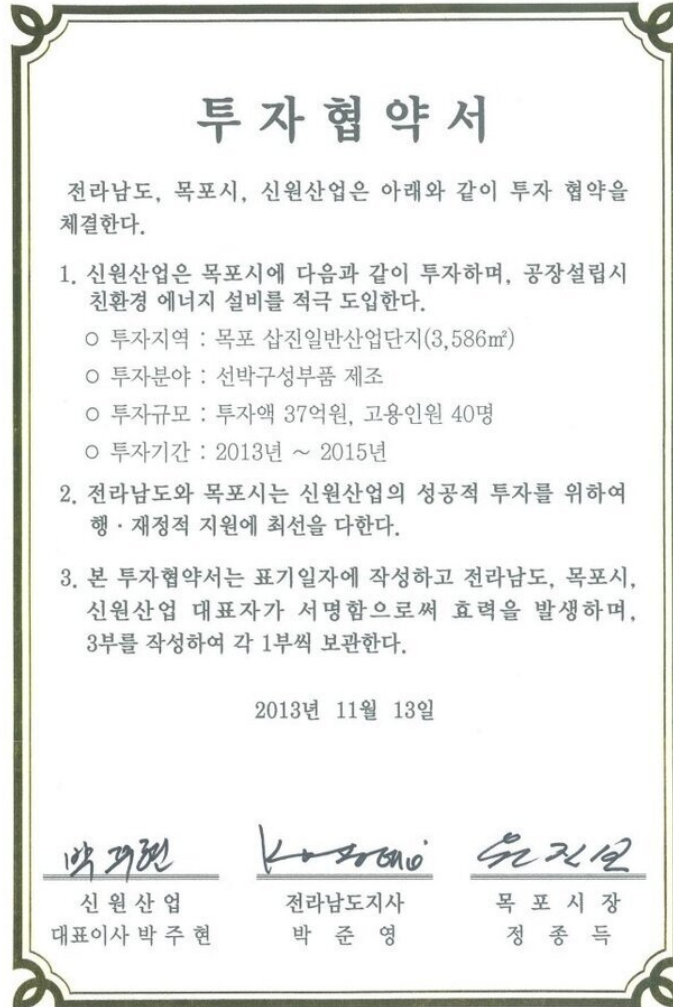 투자협약서
전라남도, 목포시, 신원산업은 아래와 같이 투자 협약을
체결한다.
1. 신원산업은 목포시에 다음과 같이 투자하며, 공장설립시
친환경 에너지 설비를 적극 도입한다.
○ 투자지역 : 목포 삽진일반산업단지(3,586㎡)
○ 투자분야 : 선박구성부품 제조
○ 투자규모 : 투자액 37억원, 고용인원 40명
○ 투자기간 : 2013년 ~ 2015년
2. 전라남도와 목포시는 신원산업의 성공적 투자를 위하여
행·재정적 지원에 최선을 다한다.
3. 본 투자협약서는 표기일자에 작성하고 전라남도, 목포시,
신원산업 대표자가 서명함으로써 효력을 발생하며,
3부를 작성하여 각 1부씩 보관한다.
2013년 11월 13일
신원산업 전라남도지사 목포시장
대표이사 박주현 박준영 정종득